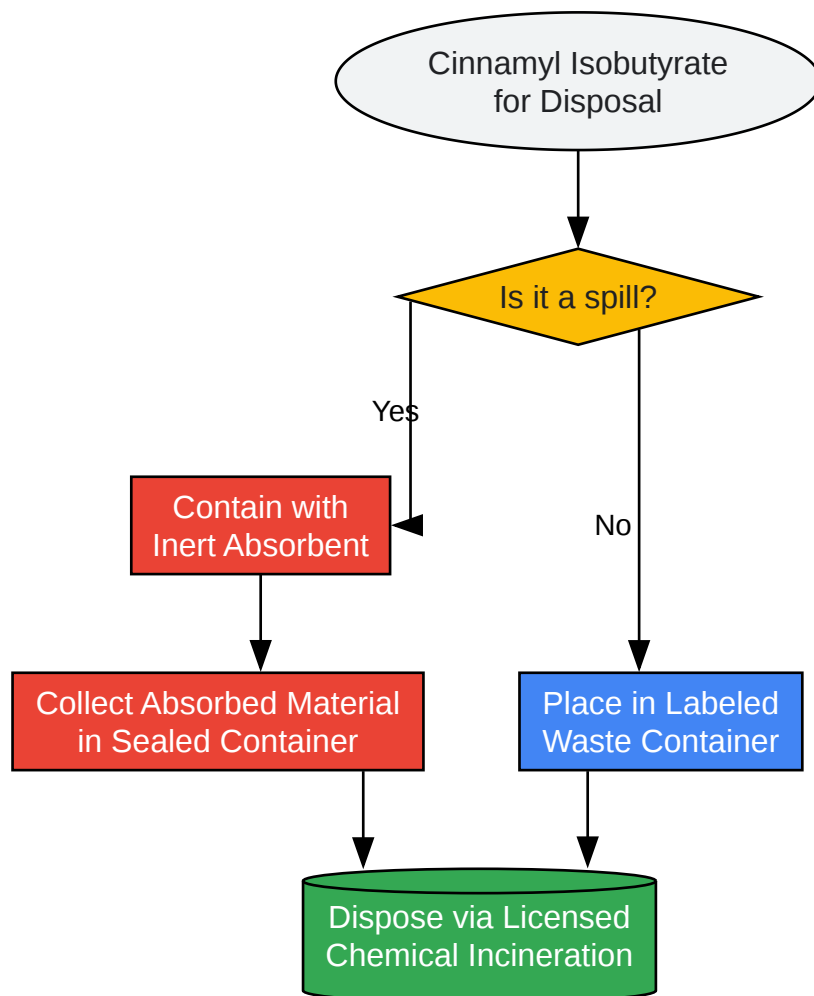 Cinnamyl Isobutyrate
for Disposal
Is it a spill?
Yes
Contain with
Inert Absorbent
No
Collect Absorbed Material
in Sealed Container
Place in Labeled
Waste Container
Dispose via Licensed
Chemical Incineration